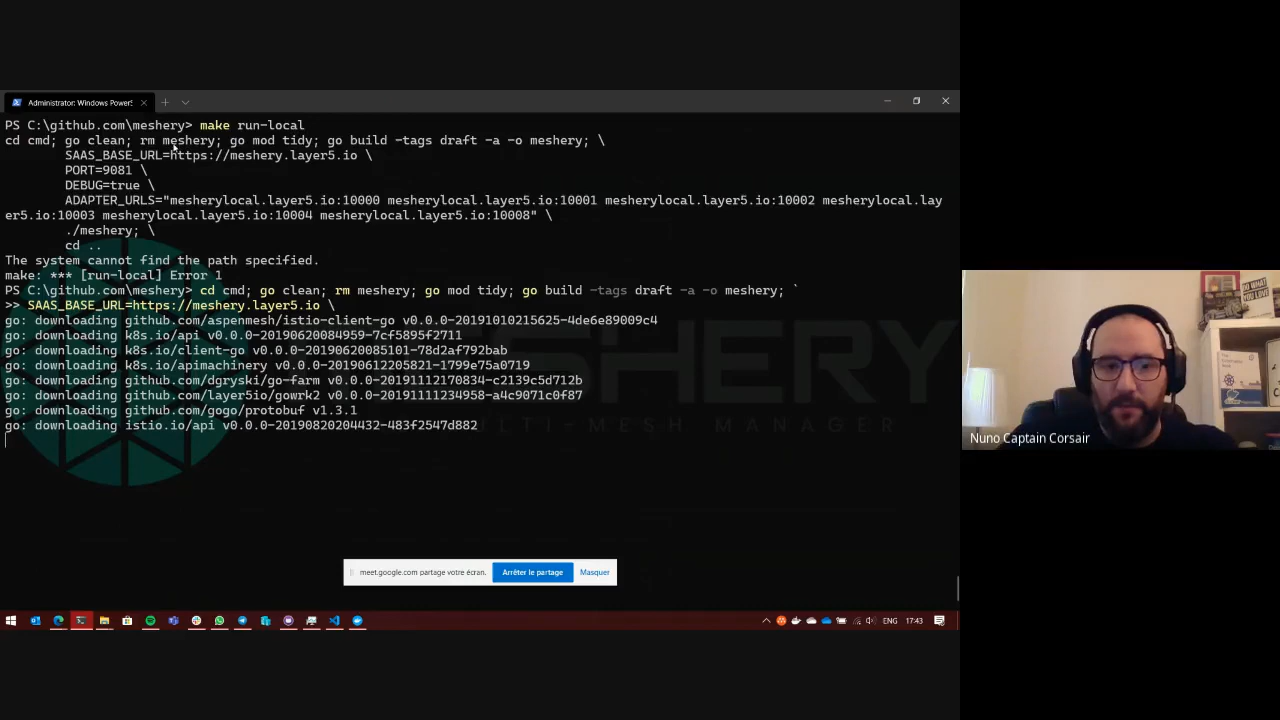 Administrator: Windows PowerS
PS C:\github.com\meshery> make run-local
cd cmd; go clean; rm meshery; go mod tidy; go build -tags draft -a -o meshery; \
SAAS_BASE_URL=https://meshery.layer5.io \
PORT=9081 \
DEBUG=true \
ADAPTER_URLS="mesherylocal.layer5.io:10000 mesherylocal.layer5.io:10001 mesherylocal.layer5.io:10002 mesherylocal.lay
er5.io:10003 mesherylocal.layer5.io:10004 mesherylocal.layer5.io:10008" \
./meshery; \
cd ..
The system cannot find the path specified.
make: *** [run-local] Error 1
PS C:\github.com\meshery> cd cmd; go clean; rm meshery; go mod tidy; go build -tags draft -a -o meshery; `
>> SAAS_BASE_URL=https://meshery.layer5.io \
go: downloading github.com/aspenmesh/istio-client-go v0.0.0-20191010215625-4de6e89009c4
go: downloading k8s.io/api v0.0.0-20190620084959-7cf5895f2711
go: downloading k8s.io/client-go v0.0.0-20190620085101-78d2af792bab
go: downloading k8s.io/apimachinery v0.0.0-20190612205821-1799e75a0719
go: downloading github.com/dgryski/go-farm v0.0.0-20191112170834-c2139c5d712b
go: downloading github.com/layer5io/gowrk2 v0.0.0-20191111234958-a4c9071c0f87
go: downloading github.com/gogo/protobuf v1.3.1
go: downloading istio.io/api v0.0.0-20190820204432-483f2547d882
MESHERY
MULTI-MESH MANAGER
Nuno Captain Corsair
meet.google.com partage votre écran.
Arrêter le partage
Masquer
ENG
17:43